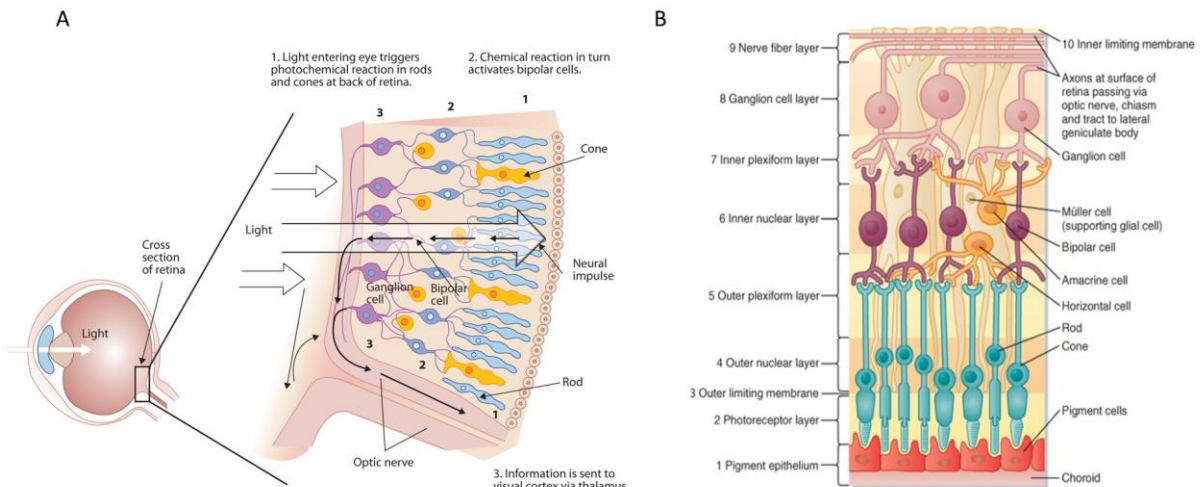 A
1. Light entering eye triggers
photochemical reaction in rods
and cones at back of retina.
2. Chemical reaction in turn
activates bipolar cells.
3
2
1
Cone
Light
Cross
section
of retina
Neural
impulse
Ganglion
cell
Bipolar
cell
Light
3
2
1
Rod
Optic nerve
3. Information is sent to
visual cortex via thalamus
B
9 Nerve fiber layer
8 Ganglion cell layer
7 Inner plexiform layer
6 Inner nuclear layer
5 Outer plexiform layer
4 Outer nuclear layer
3 Outer limiting membrane
2 Photoreceptor layer
1 Pigment epithelium
10 Inner limiting membrane
Axons at surface of
retina passing via
optic nerve, chiasm
and tract to lateral
geniculate body
Ganglion cell
Müller cell
(supporting glial cell)
Bipolar cell
Amacrine cell
Horizontal cell
Rod
Cone
Pigment cells
Choroid